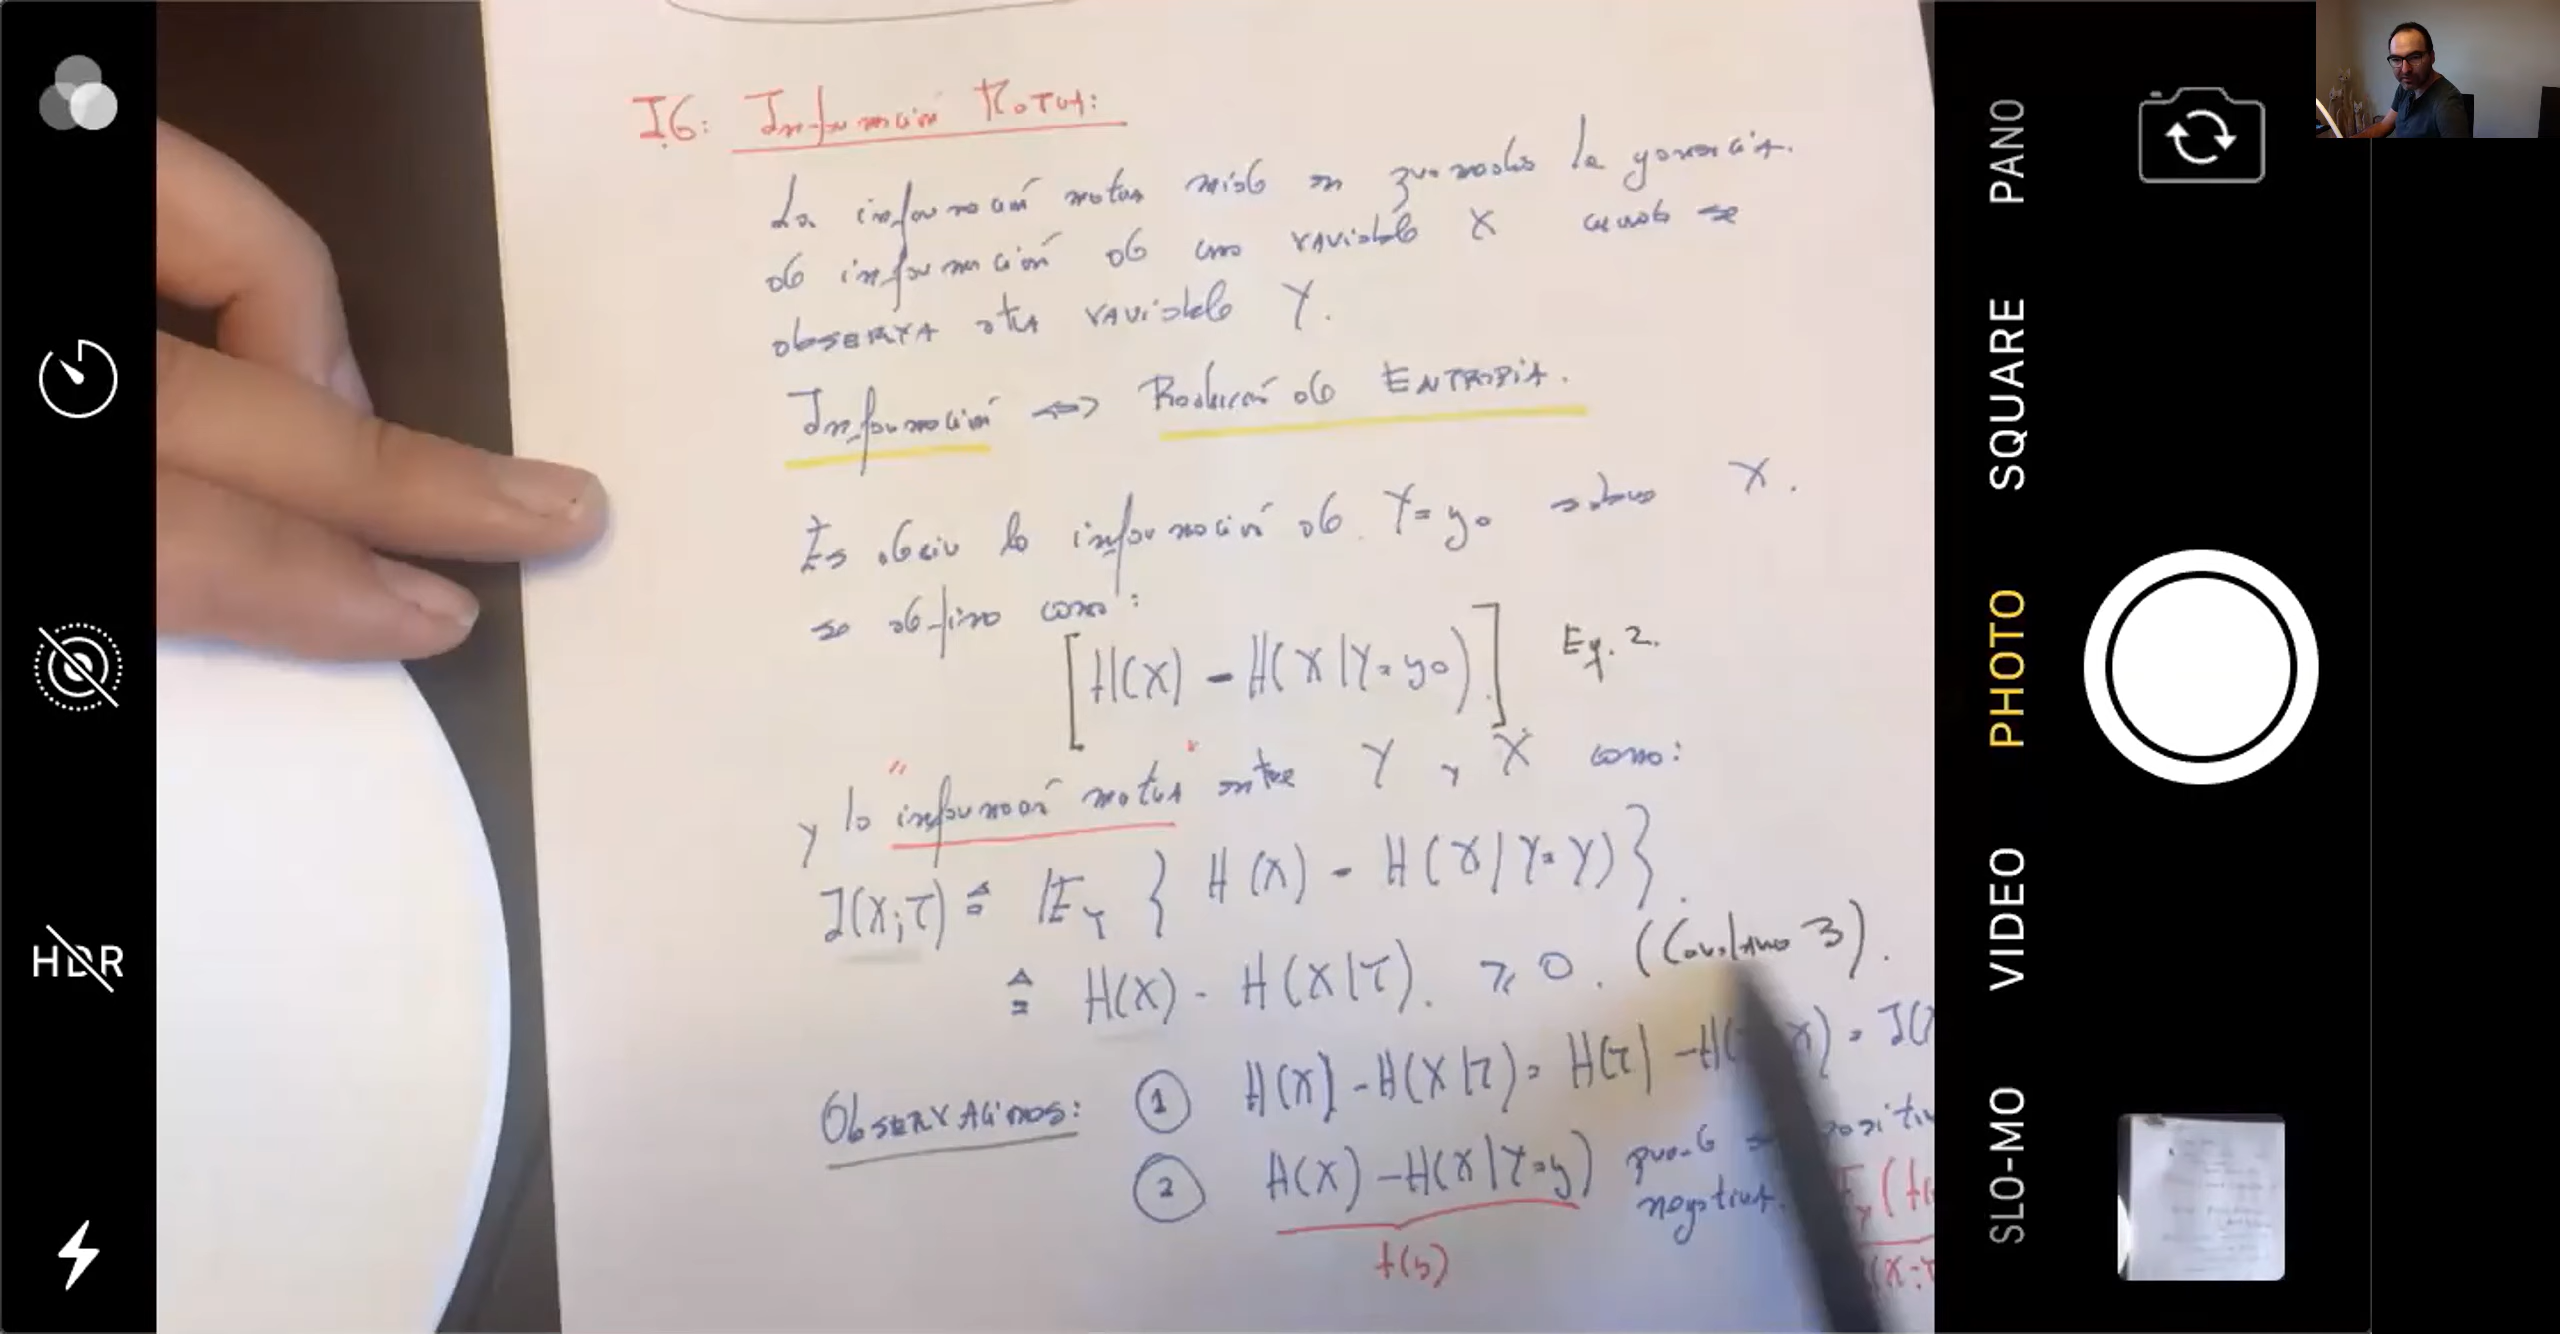 I6: Información Mutua:
La información mutua mide en promedio la ganancia
de información de una variable X cuando se
observa otra variable Y.
Información <=> Reducción de ENTROPÍA.
Es decir la información de Y=y₀ sobre X.
se define como:
[H(X) - H(X|Y=y₀)] Eq. 2.
y la "información mutua" entre Y y X como:
I(X;Y) ≜ E_Y { H(X) - H(X|Y=y) }.
≜ H(X) - H(X|Y). ≥ 0. (Corolario 3).
Observaciones: ① H(X) - H(X|Y) = H(Y) - H( X) = I(X
② H(X) - H(X|Y=y)
negativa.
f(y)
HDR
SLO-MO
VIDEO
PHOTO
SQUARE
PANO